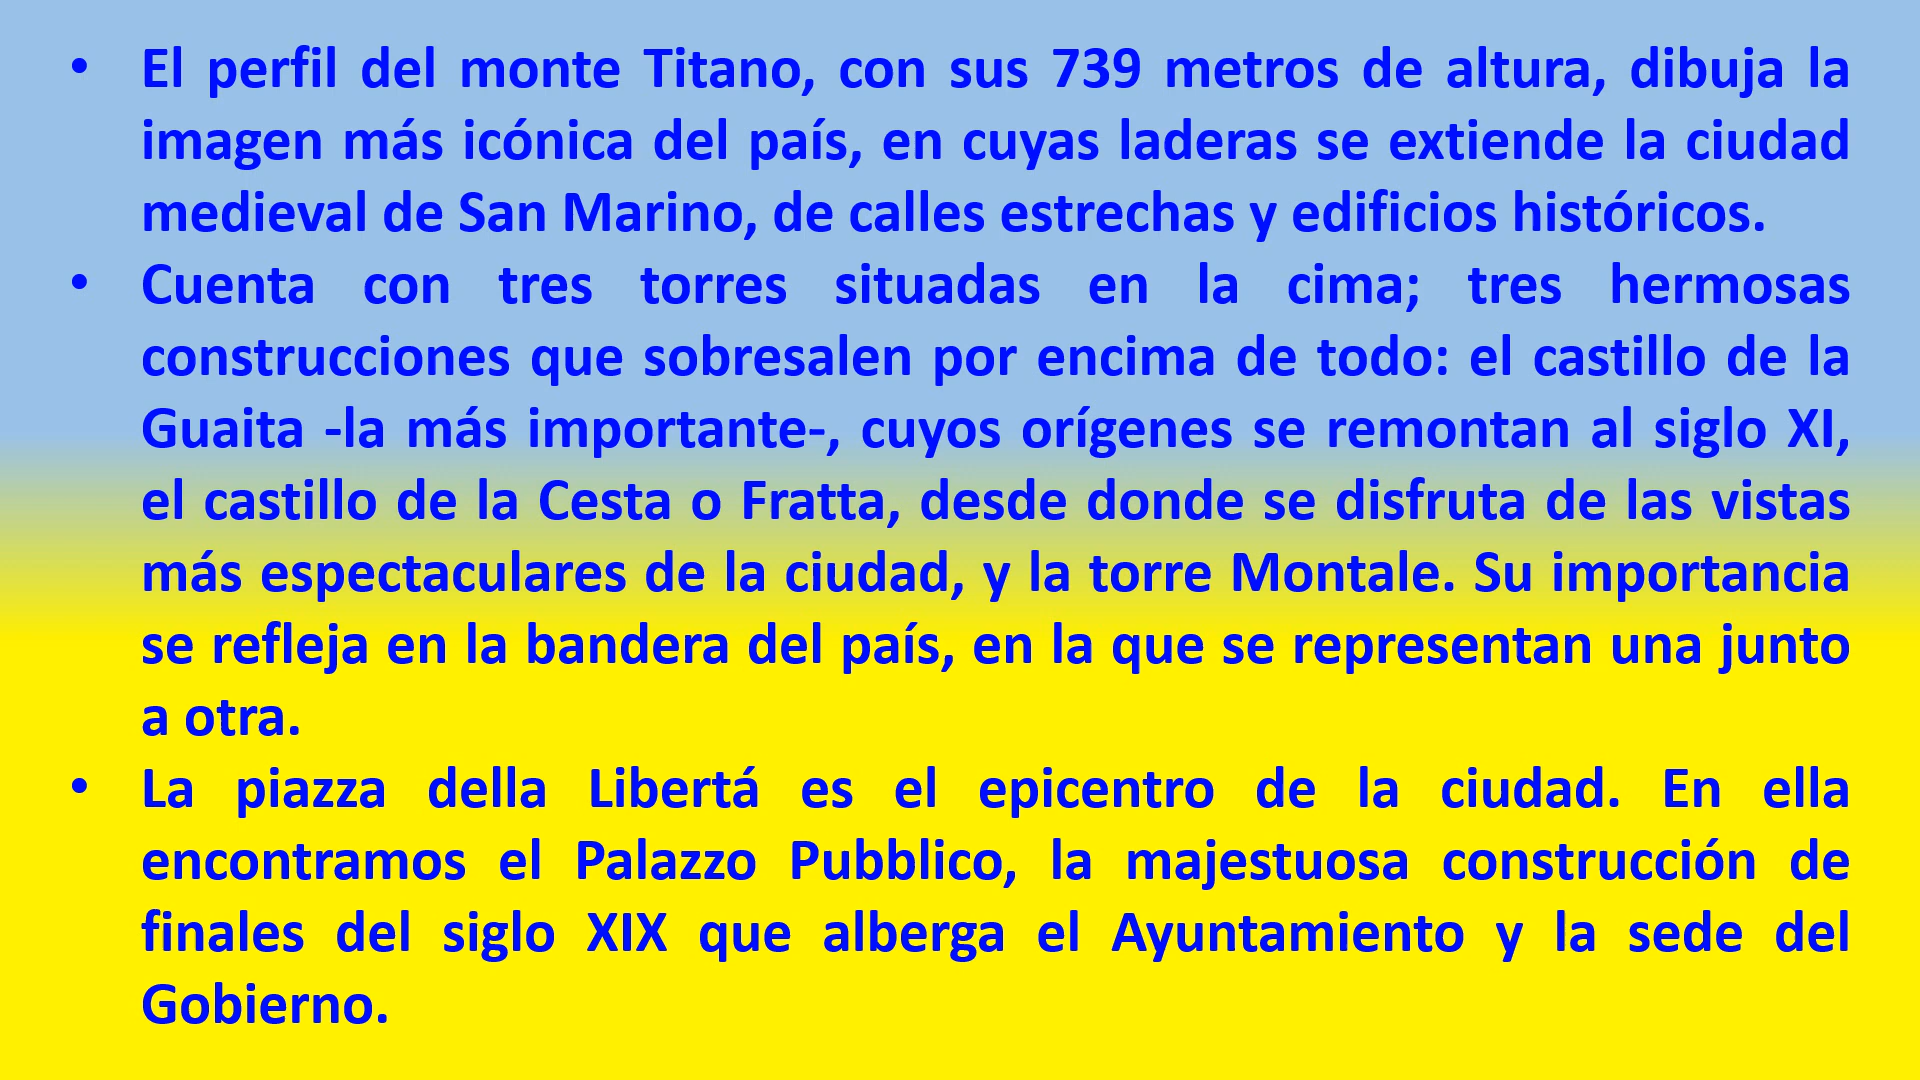 • El perfil del monte Titano, con sus 739 metros de altura, dibuja la
imagen más icónica del país, en cuyas laderas se extiende la ciudad
medieval de San Marino, de calles estrechas y edificios históricos.
• Cuenta con tres torres situadas en la cima; tres hermosas
construcciones que sobresalen por encima de todo: el castillo de la
Guaita -la más importante-, cuyos orígenes se remontan al siglo XI,
el castillo de la Cesta o Fratta, desde donde se disfruta de las vistas
más espectaculares de la ciudad, y la torre Montale. Su importancia
se refleja en la bandera del país, en la que se representan una junto
a otra.
• La piazza della Libertá es el epicentro de la ciudad. En ella
encontramos el Palazzo Pubblico, la majestuosa construcción de
finales del siglo XIX que alberga el Ayuntamiento y la sede del
Gobierno.